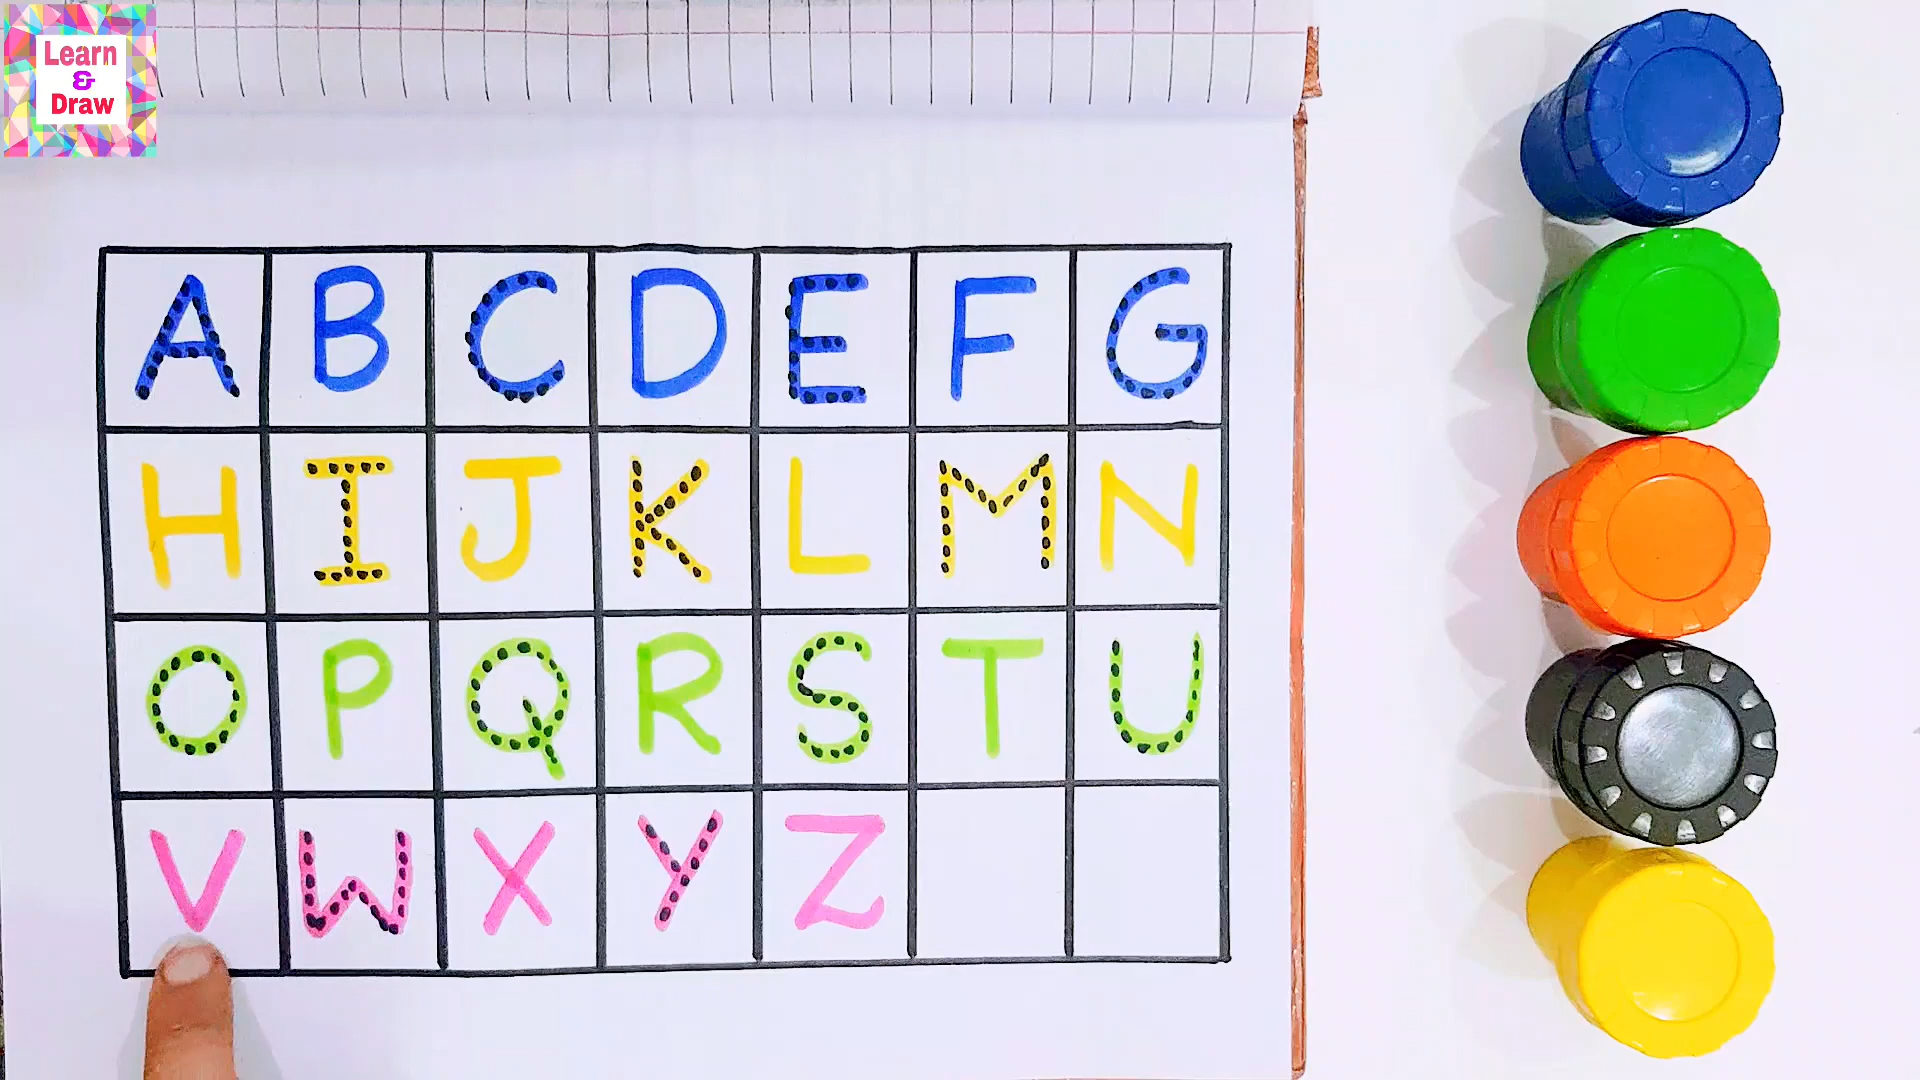 Learn
&
Draw
A B C D E F G
H I J K L M N
O P Q R S T U
V W X Y Z